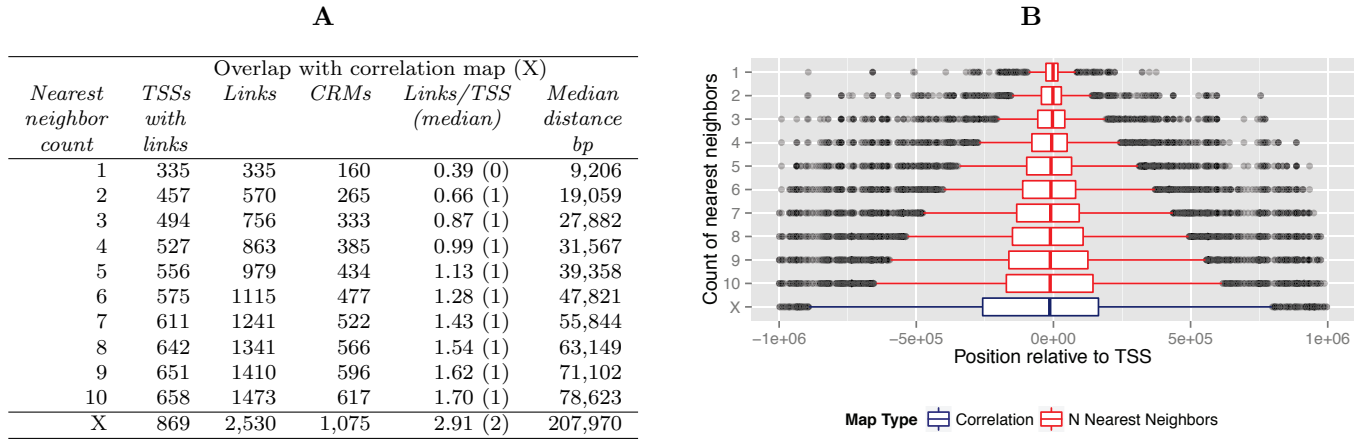 A
Overlap with correlation map (X)
Nearest TSSs Links CRMs Links/TSS Median
neighbor with (median) distance
count links bp
1 335 335 160 0.39 (0) 9,206
2 457 570 265 0.66 (1) 19,059
3 494 756 333 0.87 (1) 27,882
4 527 863 385 0.99 (1) 31,567
5 556 979 434 1.13 (1) 39,358
6 575 1115 477 1.28 (1) 47,821
7 611 1241 522 1.43 (1) 55,844
8 642 1341 566 1.54 (1) 63,149
9 651 1410 596 1.62 (1) 71,102
10 658 1473 617 1.70 (1) 78,623
X 869 2,530 1,075 2.91 (2) 207,970
B
Count of nearest neighbors
1
2
3
4
5
6
7
8
9
10
X
−1e+06 −5e+05 0e+00 5e+05 1e+06
Position relative to TSS
Map Type Correlation N Nearest Neighbors